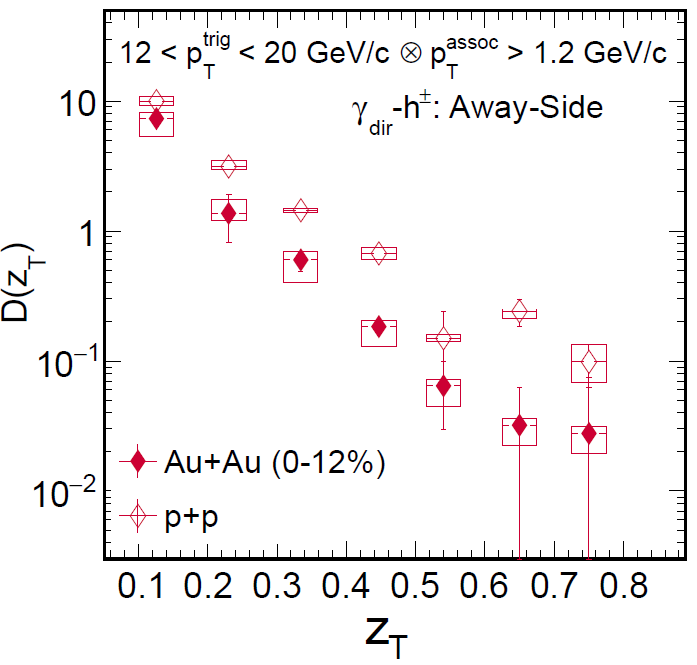 12 < p_T^trig < 20 GeV/c ⊗ p_T^assoc > 1.2 GeV/c
γ_dir-h^±: Away-Side
10
1
10^−1
10^−2
D(z_T)
Au+Au (0-12%)
p+p
0.1 0.2 0.3 0.4 0.5 0.6 0.7 0.8
z_T